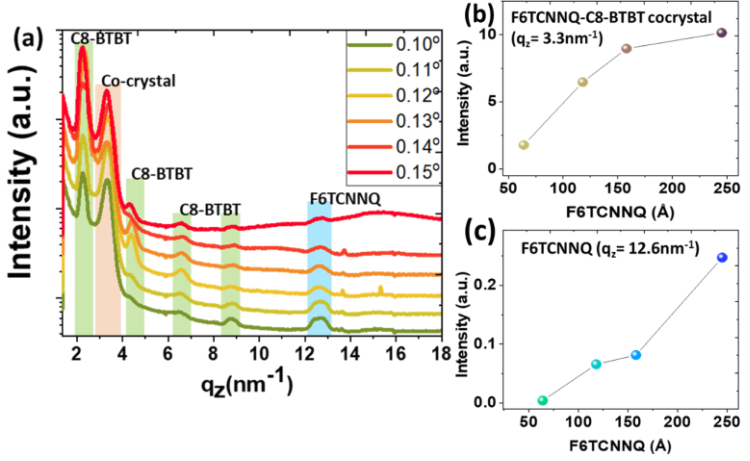 (a)
C8-BTBT
Co-crystal
C8-BTBT
C8-BTBT
F6TCNNQ
0.10°
0.11°
0.12°
0.13°
0.14°
0.15°
Intensity (a.u.)
2 4 6 8 10 12 14 16 18
qz(nm-1)
(b)
F6TCNNQ-C8-BTBT cocrystal
(qz= 3.3nm-1)
Intensity (a.u.)
10
5
0
50 100 150 200 250
F6TCNNQ (Å)
(c)
F6TCNNQ (qz= 12.6nm-1)
Intensity (a.u.)
0.2
0.1
0.0
50 100 150 200 250
F6TCNNQ (Å)